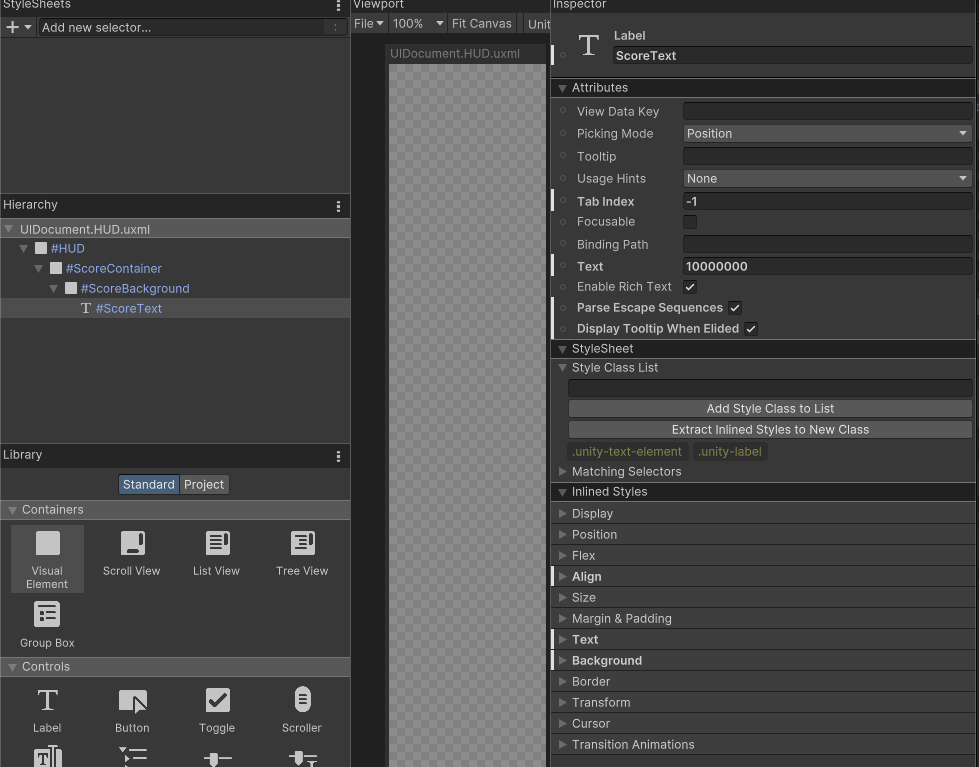 StyleSheets
Add new selector...
Hierarchy
UIDocument.HUD.uxml
#HUD
#ScoreContainer
#ScoreBackground
T #ScoreText
Library
Standard Project
Containers
Visual Element
Scroll View
List View
Tree View
Group Box
Controls
Label
Button
Toggle
Scroller
Viewport
File 100% Fit Canvas Unit
UIDocument.HUD.uxml
Inspector
Label
ScoreText
Attributes
View Data Key
Picking Mode Position
Tooltip
Usage Hints None
Tab Index -1
Focusable
Binding Path
Text 10000000
Enable Rich Text
Parse Escape Sequences
Display Tooltip When Elided
StyleSheet
Style Class List
Add Style Class to List
Extract Inlined Styles to New Class
.unity-text-element .unity-label
Matching Selectors
Inlined Styles
Display
Position
Flex
Align
Size
Margin & Padding
Text
Background
Border
Transform
Cursor
Transition Animations